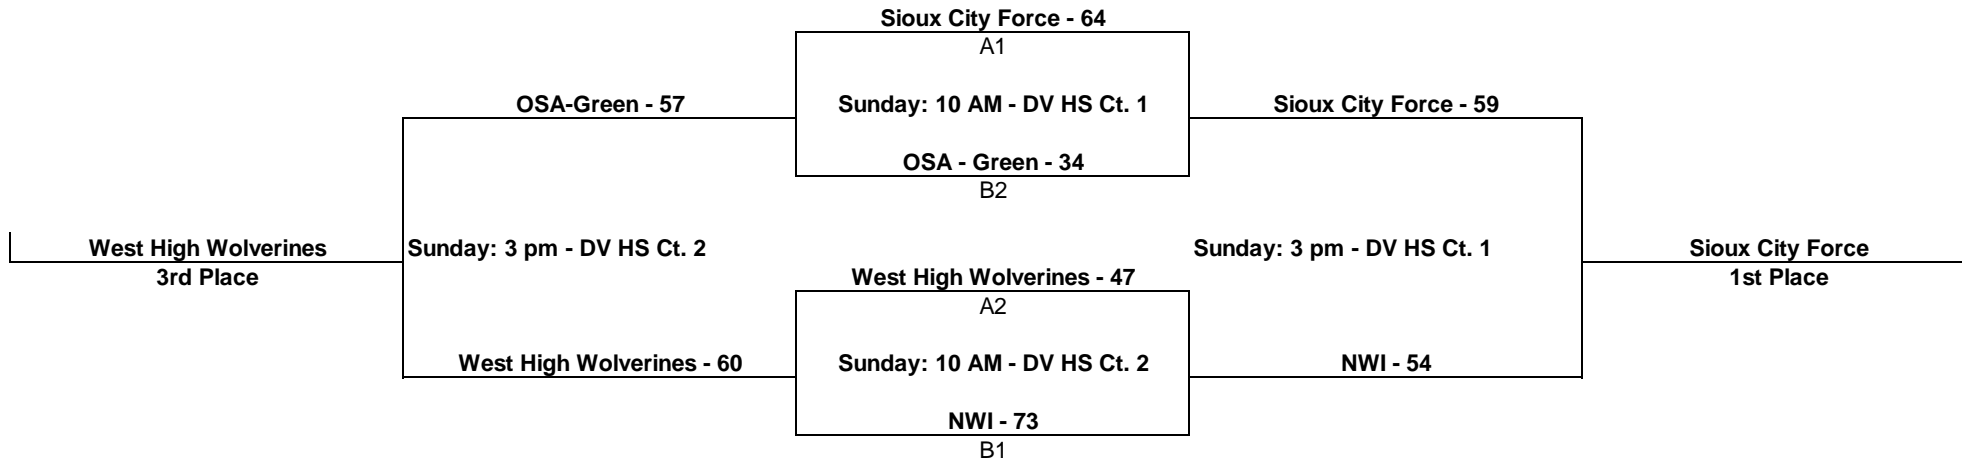 Sioux City Force - 64
A1
OSA-Green - 57
Sunday: 10 AM - DV HS Ct. 1
Sioux City Force - 59
OSA - Green - 34
B2
West High Wolverines
Sunday: 3 pm - DV HS Ct. 2
Sunday: 3 pm - DV HS Ct. 1
Sioux City Force
3rd Place
West High Wolverines - 47
1st Place
A2
West High Wolverines - 60
Sunday: 10 AM - DV HS Ct. 2
NWI - 54
NWI - 73
B1